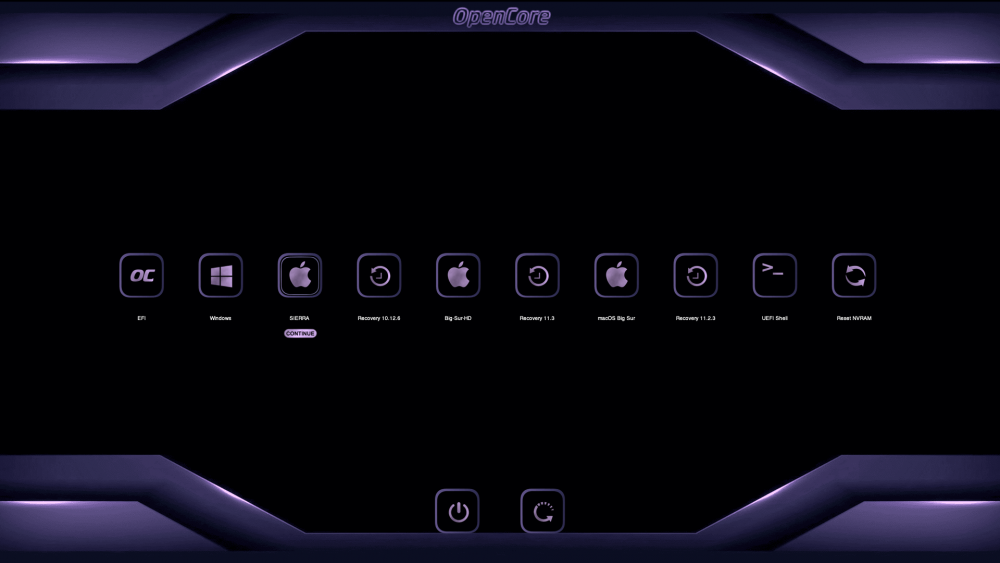 OpenCore
OC
>_
EFI
Windows
SIERRA
Recovery 10.12.6
Big-Sur-HD
Recovery 11.3
macOS Big Sur
Recovery 11.2.3
UEFI Shell
Reset NVRAM
CONTINUE